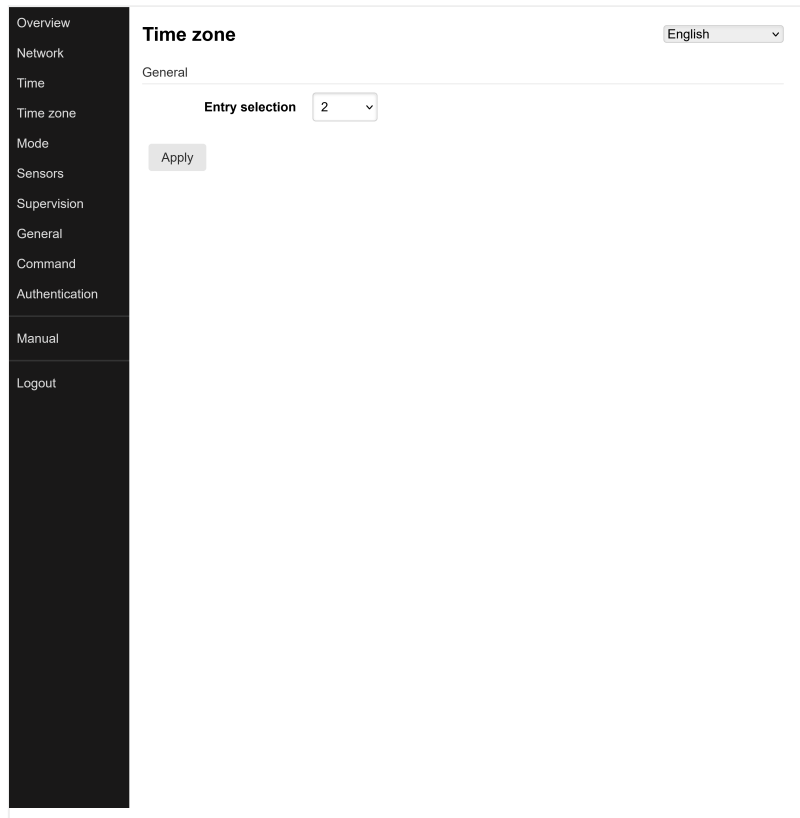 Overview
Network
Time
Time zone
Mode
Sensors
Supervision
General
Command
Authentication
Manual
Logout
Time zone
English
General
Entry selection 2
Apply